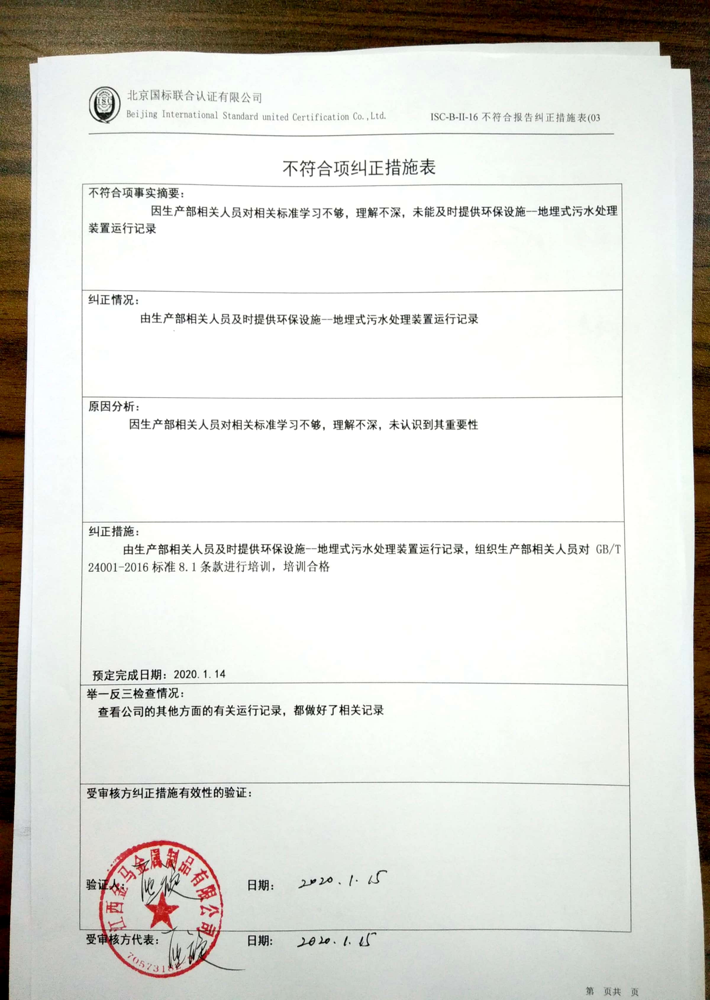 ISC
北京国标联合认证有限公司
Beijing International Standard united Certification Co.,Ltd.
ISC-B-II-16 不符合报告纠正措施表(03
不符合项纠正措施表
不符合项事实摘要：
因生产部相关人员对相关标准学习不够，理解不深，未能及时提供环保设施--地埋式污水处理
装置运行记录
纠正情况：
由生产部相关人员及时提供环保设施--地埋式污水处理装置运行记录
原因分析：
因生产部相关人员对相关标准学习不够，理解不深，未认识到其重要性
纠正措施：
由生产部相关人员及时提供环保设施--地埋式污水处理装置运行记录，组织生产部相关人员对 GB/T
24001-2016 标准 8.1 条款进行培训，培训合格
预定完成日期：2020.1.14
举一反三检查情况：
查看公司的其他方面的有关运行记录，都做好了相关记录
受审核方纠正措施有效性的验证：
江西金马金属制品有限公司
验证人：
日期： 2020.1.15
受审核方代表：
日期： 2020.1.15
第 页共 页